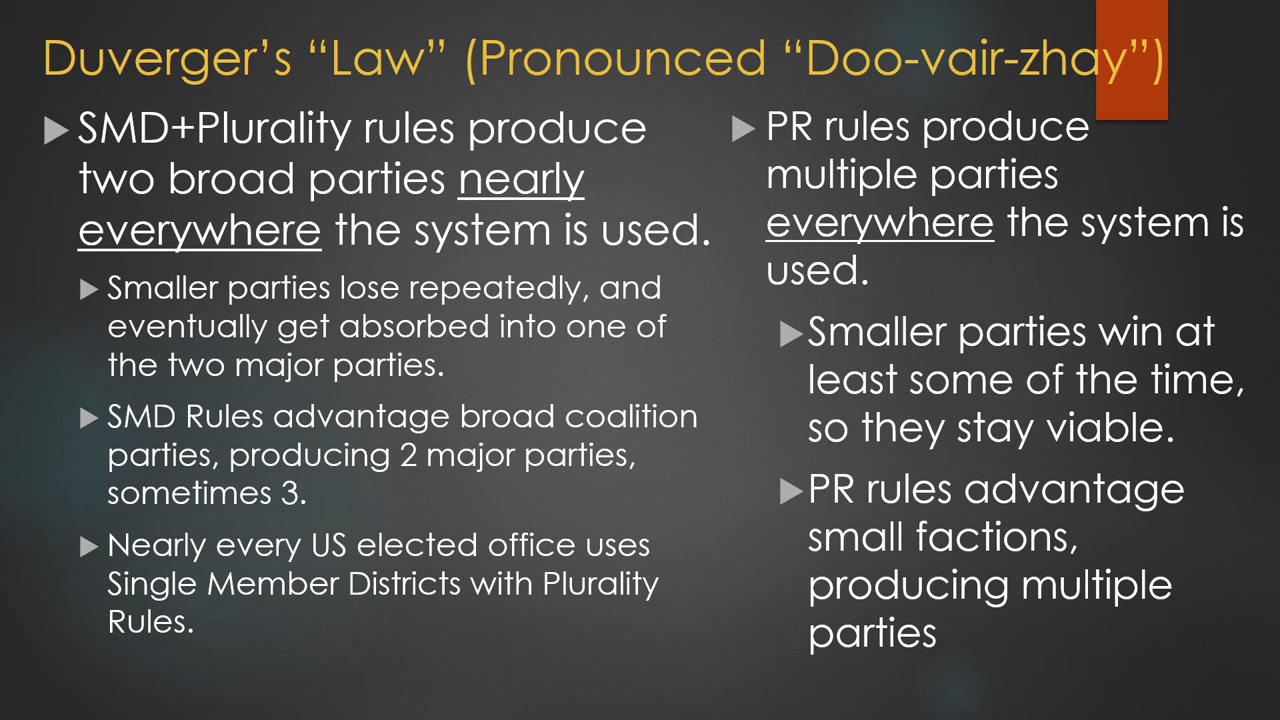 Duverger's “Law” (Pronounced “Doo-vair-zhay”)
SMD+Plurality rules produce
two broad parties nearly
everywhere the system is used.
Smaller parties lose repeatedly, and
eventually get absorbed into one of
the two major parties.
SMD Rules advantage broad coalition
parties, producing 2 major parties,
sometimes 3.
Nearly every US elected office uses
Single Member Districts with Plurality
Rules.
PR rules produce
multiple parties
everywhere the system is
used.
Smaller parties win at
least some of the time,
so they stay viable.
PR rules advantage
small factions,
producing multiple
parties